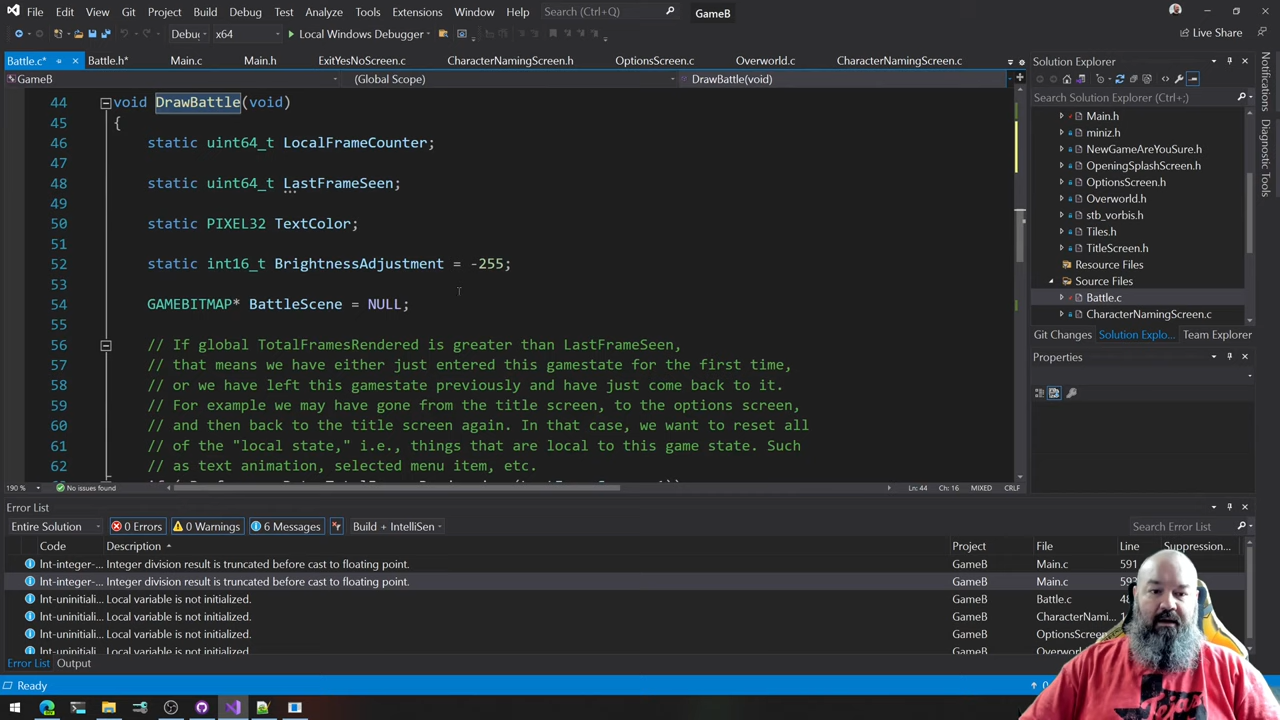 File Edit View Git Project Build Debug Test Analyze Tools Extensions Window Help Search (Ctrl+Q) GameB
Debug x64 Local Windows Debugger Live Share
Battle.c* Battle.h* Main.c Main.h ExitYesNoScreen.c CharacterNamingScreen.h OptionsScreen.c Overworld.c CharacterNamingScreen.c
GameB (Global Scope) DrawBattle(void)
44 void DrawBattle(void)
45 {
46 static uint64_t LocalFrameCounter;
47
48 static uint64_t LastFrameSeen;
49
50 static PIXEL32 TextColor;
51
52 static int16_t BrightnessAdjustment = -255;
53
54 GAMEBITMAP* BattleScene = NULL;
55
56 // If global TotalFramesRendered is greater than LastFrameSeen,
57 // that means we have either just entered this gamestate for the first time,
58 // or we have left this gamestate previously and have just come back to it.
59 // For example we may have gone from the title screen, to the options screen,
60 // and then back to the title screen again. In that case, we want to reset all
61 // of the "local state," i.e., things that are local to this game state. Such
62 // as text animation, selected menu item, etc.
190 % No issues found Ln: 44 Ch: 16 MIXED CRLF
Solution Explorer
Search Solution Explorer (Ctrl+;)
Main.h
miniz.h
NewGameAreYouSure.h
OpeningSplashScreen.h
OptionsScreen.h
Overworld.h
stb_vorbis.h
Tiles.h
TitleScreen.h
Resource Files
Source Files
Battle.c
CharacterNamingScreen.c
Git Changes Solution Explo... Team Explorer
Properties
Notifications
Diagnostic Tools
Error List
Entire Solution 0 Errors 0 Warnings 6 Messages Build + IntelliSen Search Error List
Code Description Project File Line Suppression...
Int-integer-... Integer division result is truncated before cast to floating point. GameB Main.c 591
Int-integer-... Integer division result is truncated before cast to floating point. GameB Main.c
Int-uninitiali... Local variable is not initialized. GameB Battle.c
Int-uninitiali... Local variable is not initialized. GameB CharacterNami...
Int-uninitiali... Local variable is not initialized. GameB OptionsScreen
Int-uninitiali... Local variable is not initialized. GameB
Error List Output
Ready